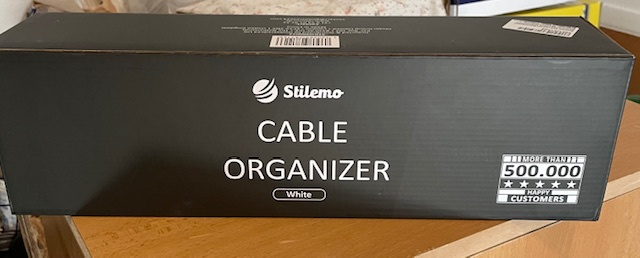 Stilemo
CABLE
ORGANIZER
White
MORE THAN
500.000
HAPPY
CUSTOMERS